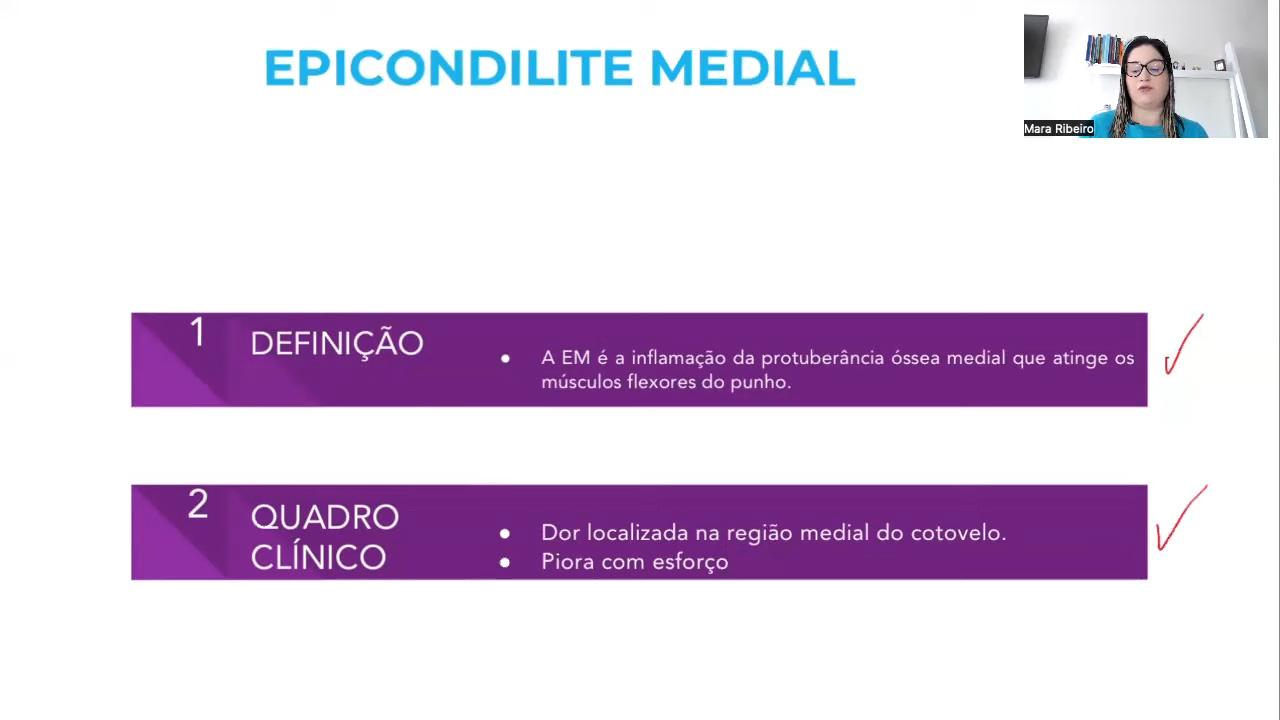 EPICONDILITE MEDIAL
Mara Ribeiro
1
DEFINIÇÃO
● A EM é a inflamação da protuberância óssea medial que atinge os
músculos flexores do punho.
2
QUADRO
CLÍNICO
● Dor localizada na região medial do cotovelo.
● Piora com esforço